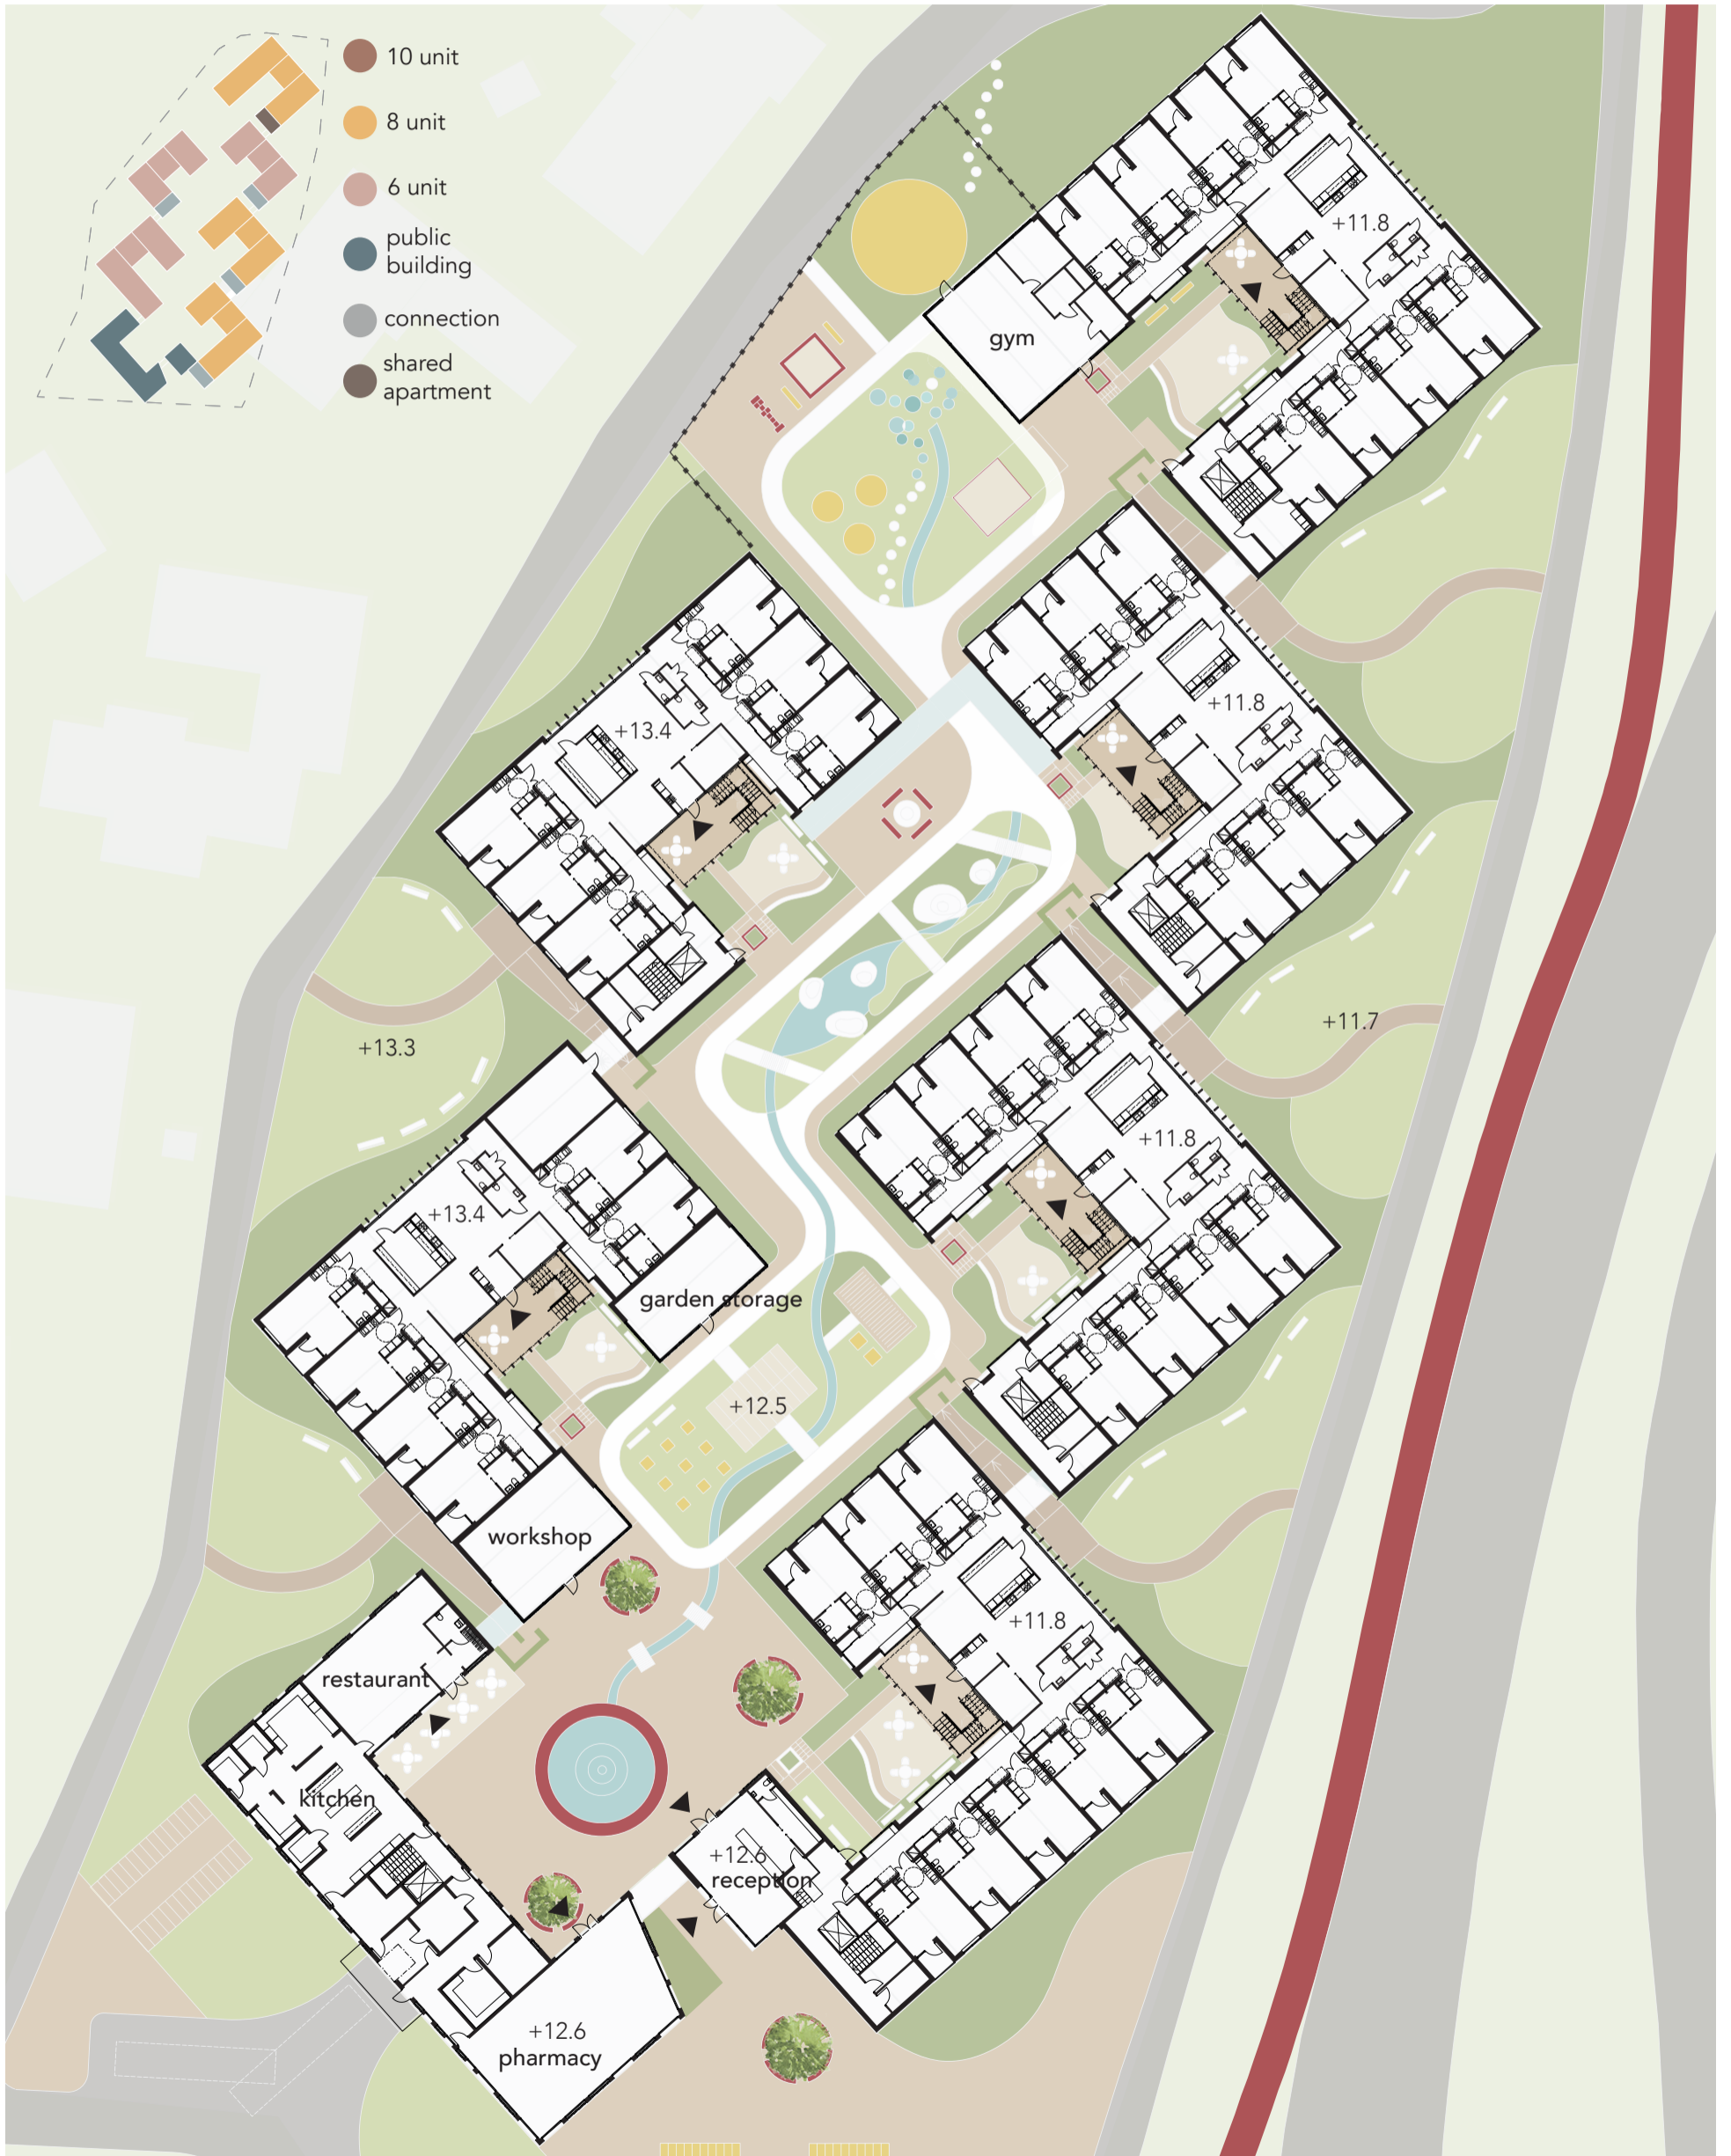 10 unit
8 unit
6 unit
public
building
connection
shared
apartment
+11.8
gym
+11.8
+13.4
+13.3
+11.7
+11.8
+13.4
garden storage
+12.5
workshop
+11.8
restaurant
kitchen
+12.6
reception
+12.6
pharmacy